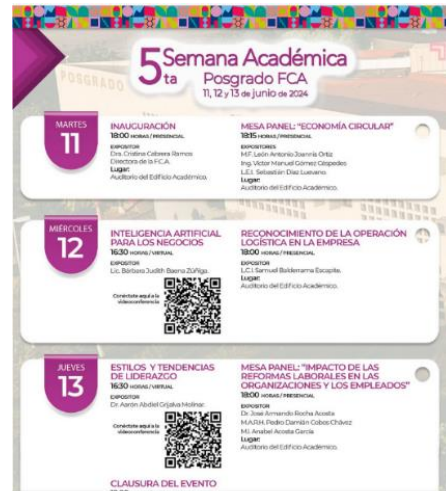 5ta Semana Académica
Posgrado FCA
11, 12 y 13 de junio de 2024
POSGRADO
MARTES
11
INAUGURACIÓN
18:00 HORAS / PRESENCIAL
EXPOSITOR
Dra. Cristina Cabrera Ramos
Directora de la F.C.A.
Lugar:
Auditorio del Edificio Académico.
MESA PANEL: "ECONOMÍA CIRCULAR"
18:15 HORAS / PRESENCIAL
EXPOSITORES
M.F. León Antonio Joannis Ortiz
Ing. Víctor Manuel Gómez Céspedes
L.E.I. Sebastián Díaz Luevano
Lugar:
Auditorio del Edificio Académico.
MIÉRCOLES
12
INTELIGENCIA ARTIFICIAL
PARA LOS NEGOCIOS
16:30 HORAS / VIRTUAL
EXPOSITOR
Lic. Bárbara Judith Baena Zúñiga.
Conéctate aquí a la
videoconferencia
RECONOCIMIENTO DE LA OPERACIÓN
LOGÍSTICA EN LA EMPRESA
18:00 HORAS / PRESENCIAL
EXPOSITOR
L.C.I. Samuel Balderrama Escapite.
Lugar:
Auditorio del Edificio Académico.
JUEVES
13
ESTILOS Y TENDENCIAS
DE LIDERAZGO
16:30 HORAS / VIRTUAL
EXPOSITOR
Dr. Aarón Abdiel Grijalva Molinar.
Conéctate aquí a la
videoconferencia
MESA PANEL: "IMPACTO DE LAS
REFORMAS LABORALES EN LAS
ORGANIZACIONES Y LOS EMPLEADOS"
18:00 HORAS / PRESENCIAL
EXPOSITOR
Dr. José Armando Rocha Acosta
M.A.R.H. Pedro Damián Cobos Chávez
M.I. Anabel Acosta García
Lugar:
Auditorio del Edificio Académico.
CLAUSURA DEL EVENTO